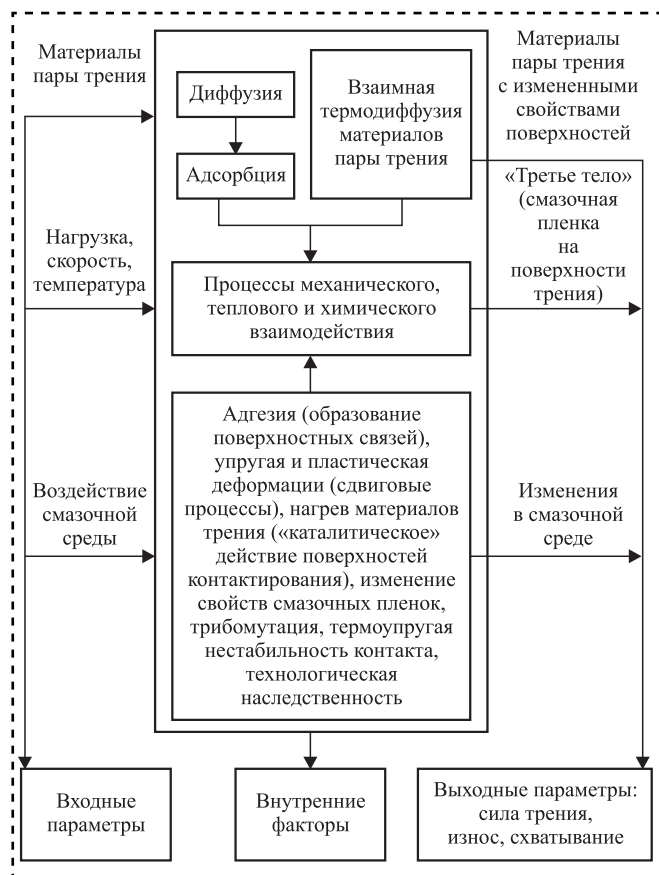 Материалы
пары трения
Диффузия
Адсорбция
Взаимная
термодиффузия
материалов
пары трения
Материалы
пары трения
с измененными
свойствами
поверхностей
«Третье тело»
(смазочная
пленка
на
поверхности
трения)
Нагрузка,
скорость,
температура
Процессы механического,
теплового и химического
взаимодействия
Воздействие
смазочной
среды
Адгезия (образование
поверхностных связей),
упругая и пластическая
деформации (сдвиговые
процессы), нагрев материалов
трения («каталитическое»
действие поверхностей
контактирования), изменение
свойств смазочных пленок,
трибомутация, термоупругая
нестабильность контакта,
технологическая
наследственность
Изменения
в смазочной
среде
Входные
параметры
Внутренние
факторы
Выходные параметры:
сила трения,
износ, схватывание